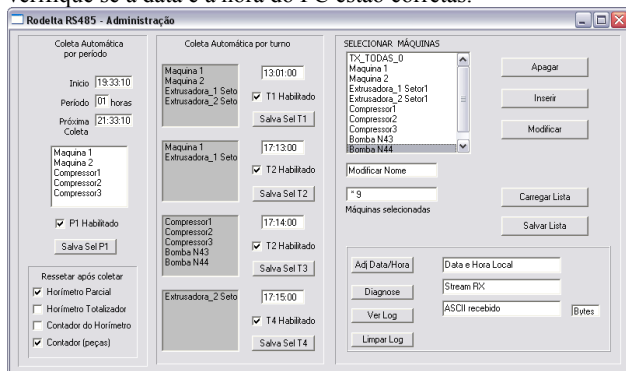 Verifique se a data e a hora do PC estão corretas.
Rodelta RS485 - Administração
Coleta Automática
por período
Inicio 19:33:10
Período 01 horas
Próxima 21:33:10
Coleta
Maquina 1
Maquina 2
Compressor1
Compressor2
Compressor3
P1 Habilitado
Salva Sel P1
Ressetar após coletar
Horímetro Parcial
Horímetro Totalizador
Contador do Horímetro
Contador (peças)
Coleta Automática por turno
Maquina 1
Maquina 2
Extrusadora_1 Seto
Extrusadora_2 Seto
13:01:00
T1 Habilitado
Salva Sel T1
Maquina 1
Extrusadora_1 Seto
17:13:00
T2 Habilitado
Salva Sel T2
Compressor1
Compressor2
Compressor3
Bomba N43
Bomba N44
17:14:00
T2 Habilitado
Salva Sel T3
Extrusadora_2 Seto
17:15:00
T4 Habilitado
Salva Sel T4
SELECIONAR MÁQUINAS
TX_TODAS_0
Maquina 1
Maquina 2
Extrusadora_1 Setor1
Extrusadora_2 Setor1
Compressor1
Compressor2
Compressor3
Bomba N43
Bomba N44
Apagar
Inserir
Modificar
Modificar Nome
* 9
Máquinas selecionadas
Carregar Lista
Salvar Lista
Adj Data/Hora
Data e Hora Local
Diagnose
Stream RX
Ver Log
ASCII recebido
Bytes
Limpar Log